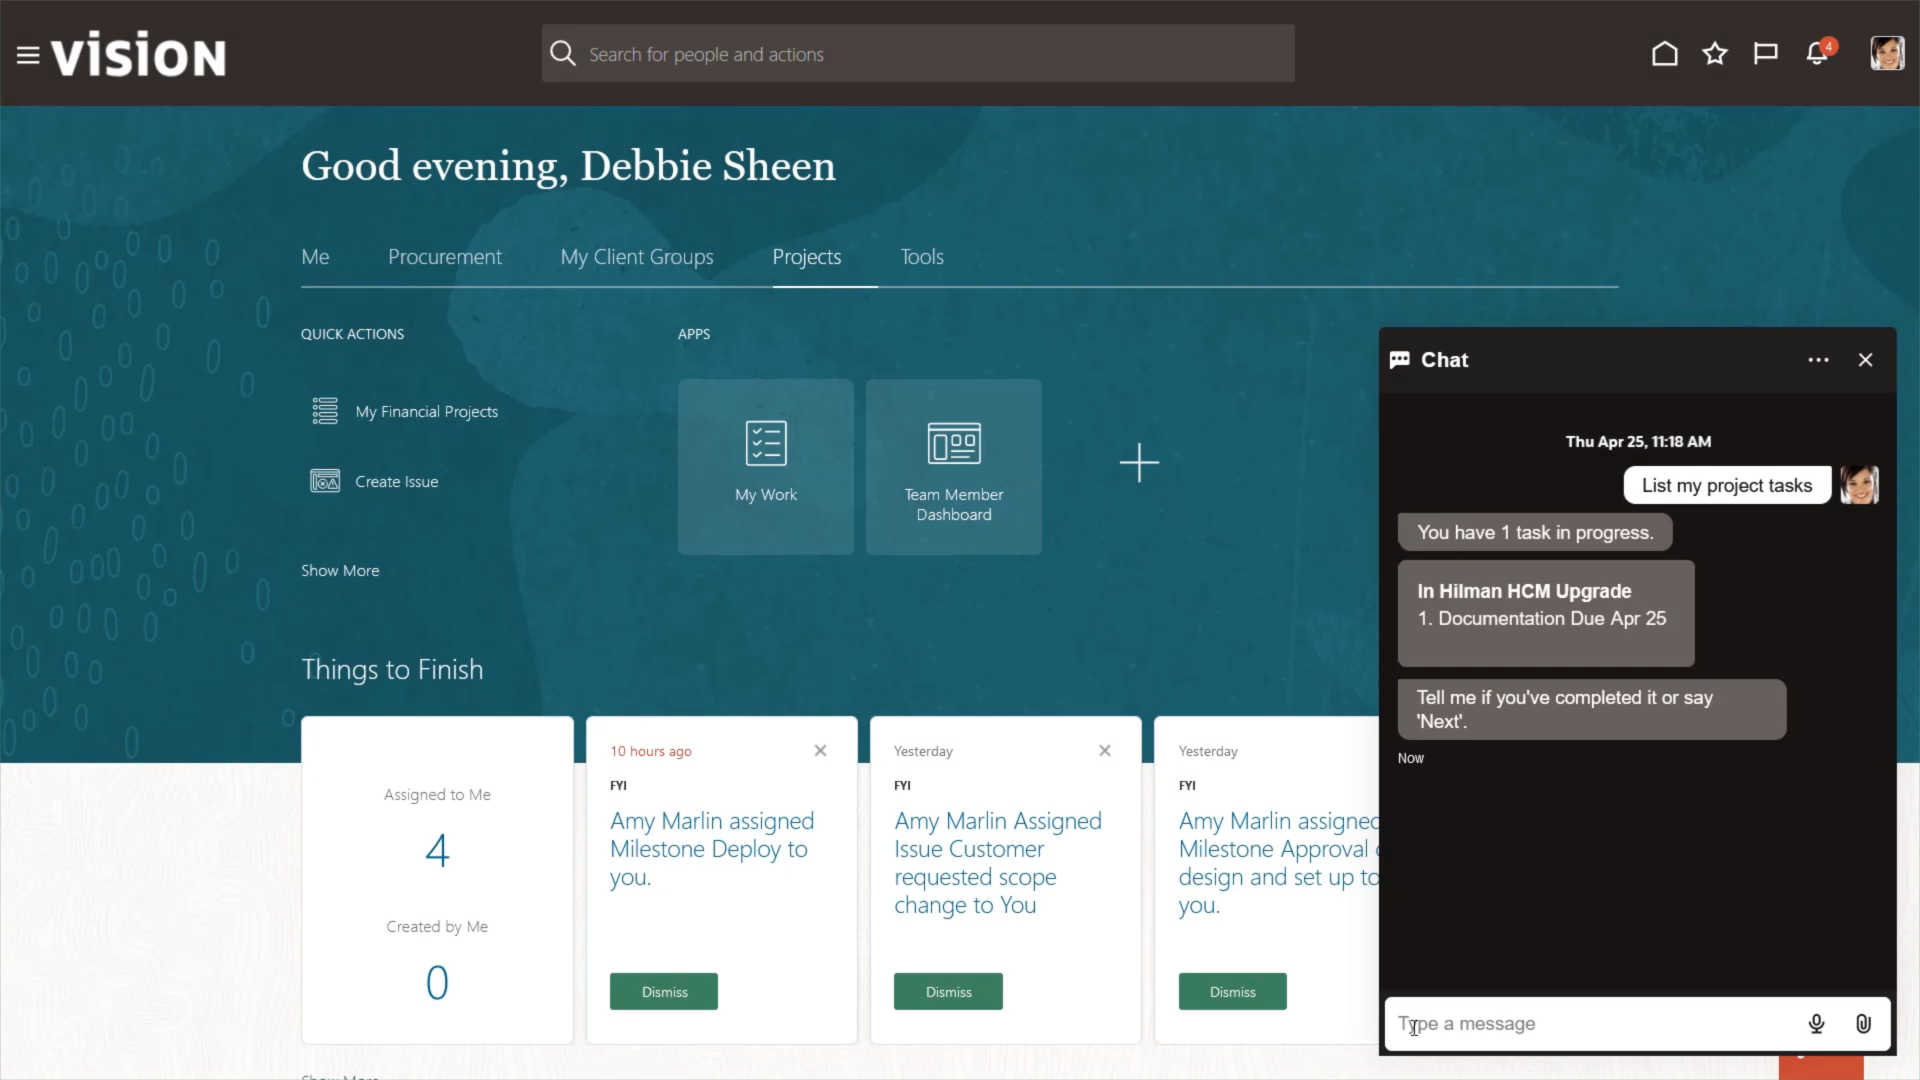 vision
Search for people and actions
4
Good evening, Debbie Sheen
Me
Procurement
My Client Groups
Projects
Tools
QUICK ACTIONS
My Financial Projects
Create Issue
Show More
APPS
My Work
Team Member
Dashboard
Things to Finish
Assigned to Me
4
Created by Me
0
10 hours ago
FYI
Amy Marlin assigned
Milestone Deploy to
you.
Dismiss
Yesterday
FYI
Amy Marlin Assigned
Issue Customer
requested scope
change to You
Dismiss
Yesterday
FYI
Amy Marlin assigned
Milestone Approval
design and set up to
you.
Dismiss
Show More
Chat
Thu Apr 25, 11:18 AM
List my project tasks
You have 1 task in progress.
In Hilman HCM Upgrade
1. Documentation Due Apr 25
Tell me if you've completed it or say
'Next'.
Now
Type a message